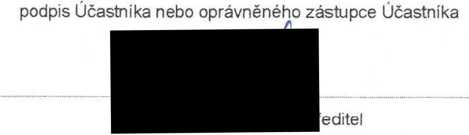 podpis Účastníka nebo oprávněného zástupce Účastníka
ředitel